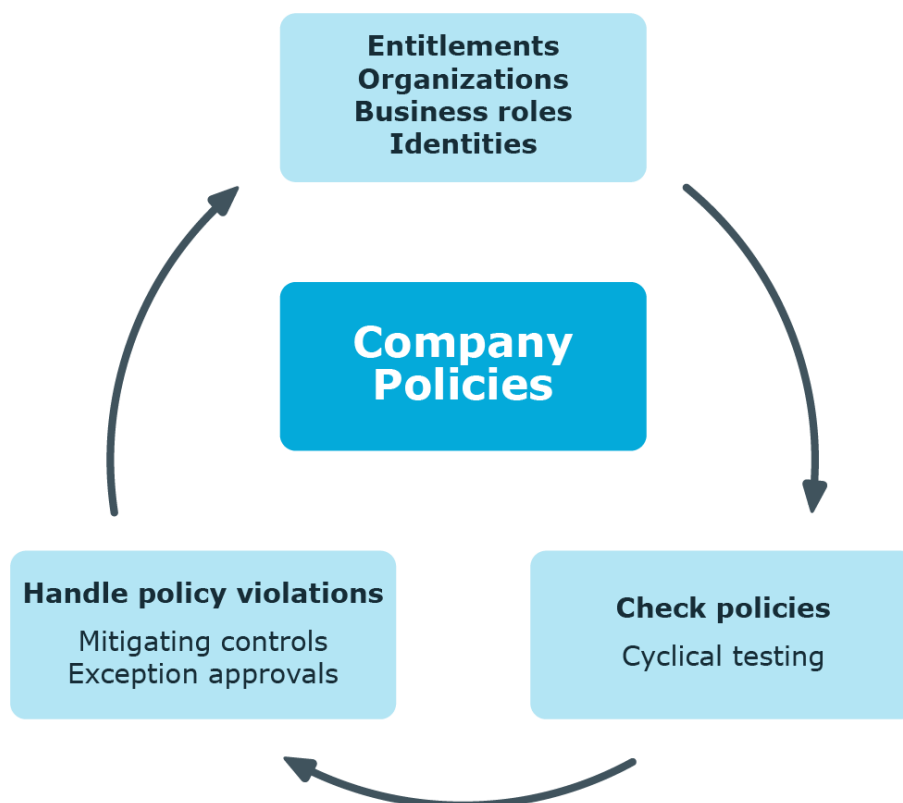 Entitlements
Organizations
Business roles
Identities
Company
Policies
Handle policy violations
Mitigating controls
Exception approvals
Check policies
Cyclical testing